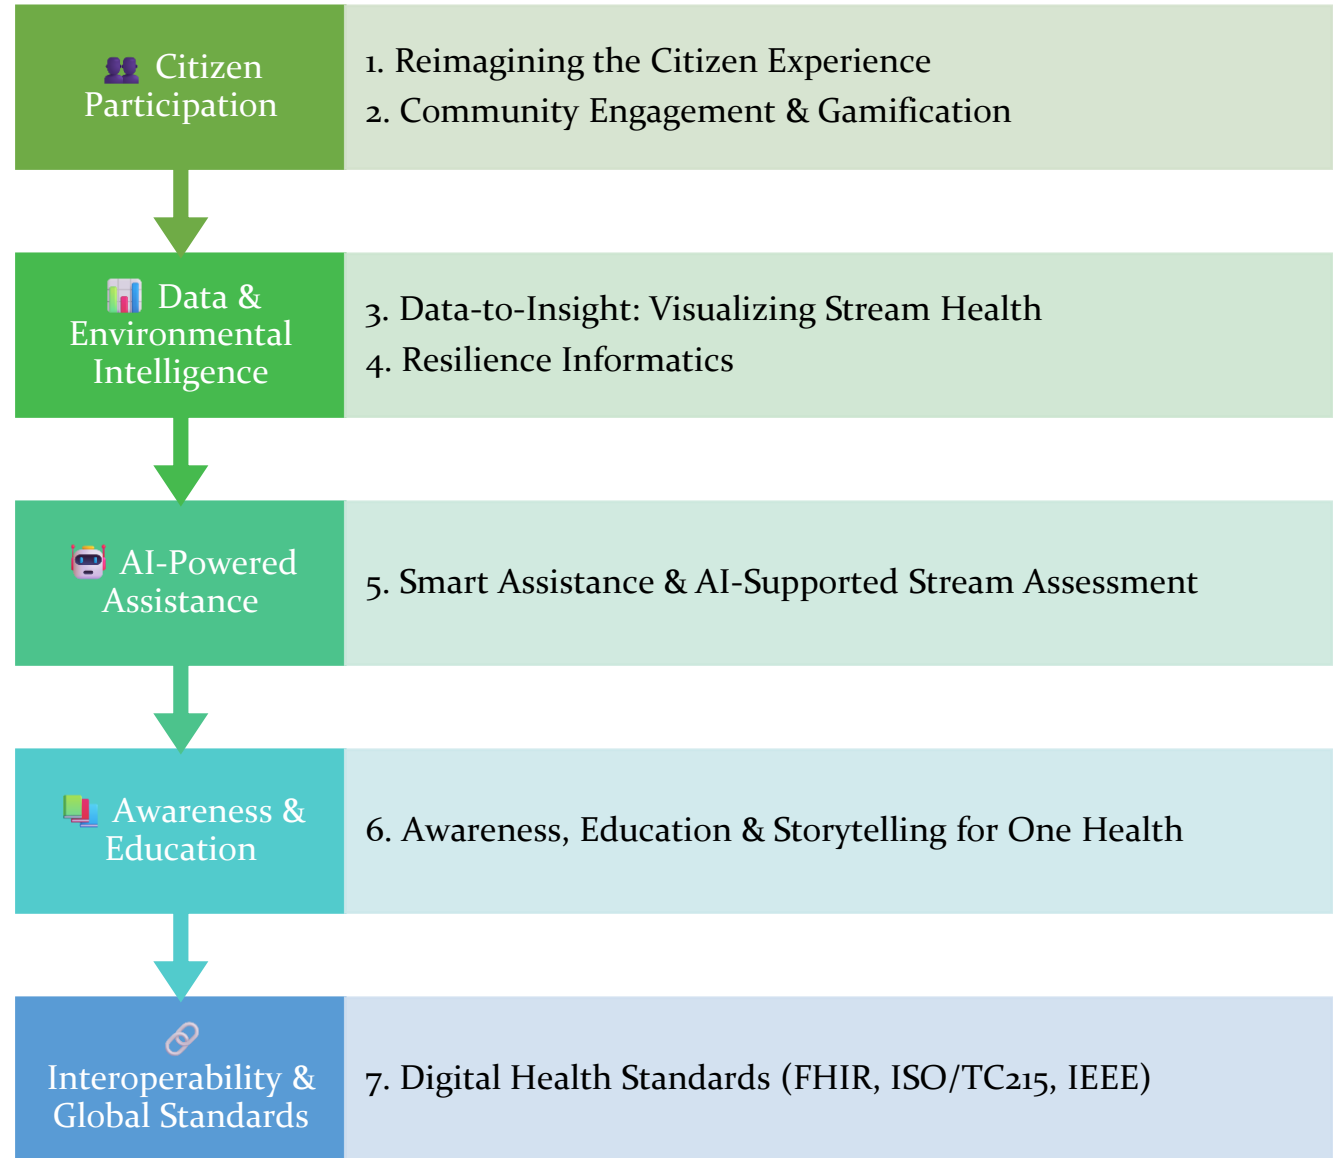 Citizen
Participation
1. Reimagining the Citizen Experience
2. Community Engagement & Gamification
Data &
Environmental
Intelligence
3. Data-to-Insight: Visualizing Stream Health
4. Resilience Informatics
AI-Powered
Assistance
5. Smart Assistance & AI-Supported Stream Assessment
Awareness &
Education
6. Awareness, Education & Storytelling for One Health
Interoperability &
Global Standards
7. Digital Health Standards (FHIR, ISO/TC215, IEEE)